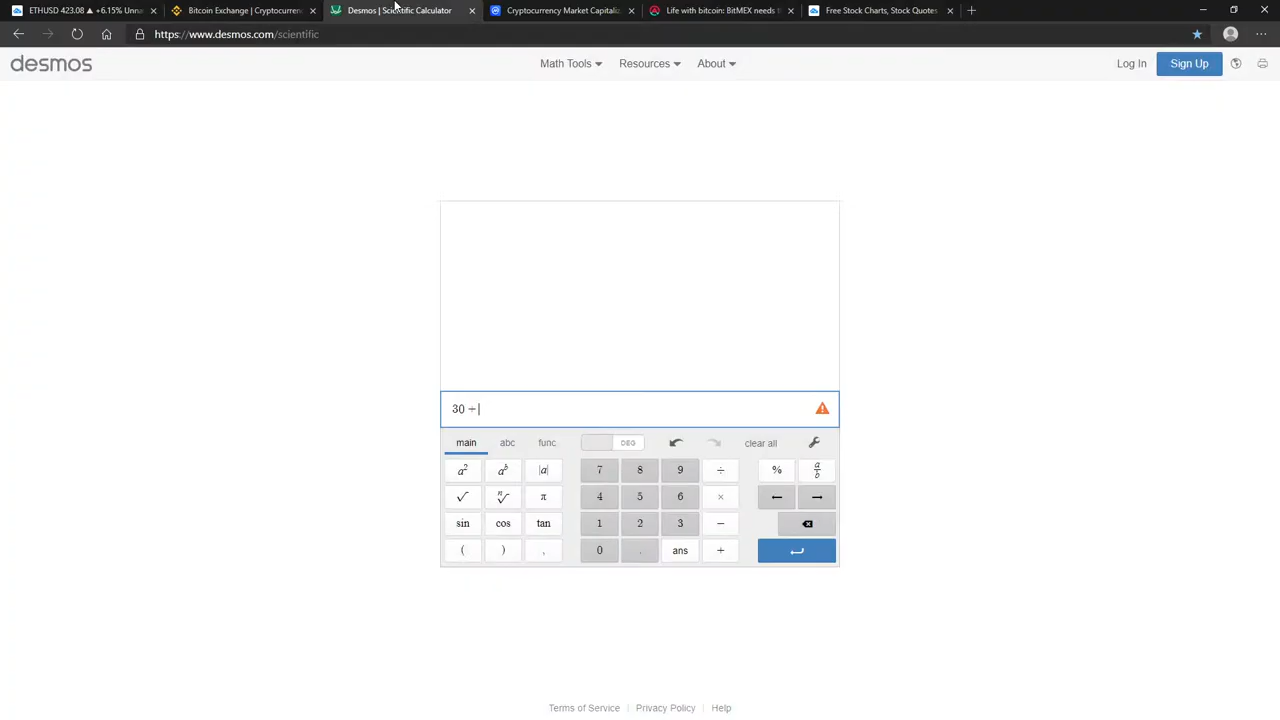 ETHUSD 423.08 ▲ +6.15% Unna
Bitcoin Exchange | Cryptocurren
Desmos | Scientific Calculator
Cryptocurrency Market Capitaliz
Life with bitcoin: BitMEX needs t
Free Stock Charts, Stock Quotes
https://www.desmos.com/scientific
desmos
Math Tools
Resources
About
Log In
Sign Up
30 ÷
main
abc
func
DEG
clear all
a²
aᵇ
|a|
7
8
9
÷
%
a/b
√
ⁿ√
π
4
5
6
×
←
→
sin
cos
tan
1
2
3
−
(
)
,
0
.
ans
+
Terms of Service | Privacy Policy | Help